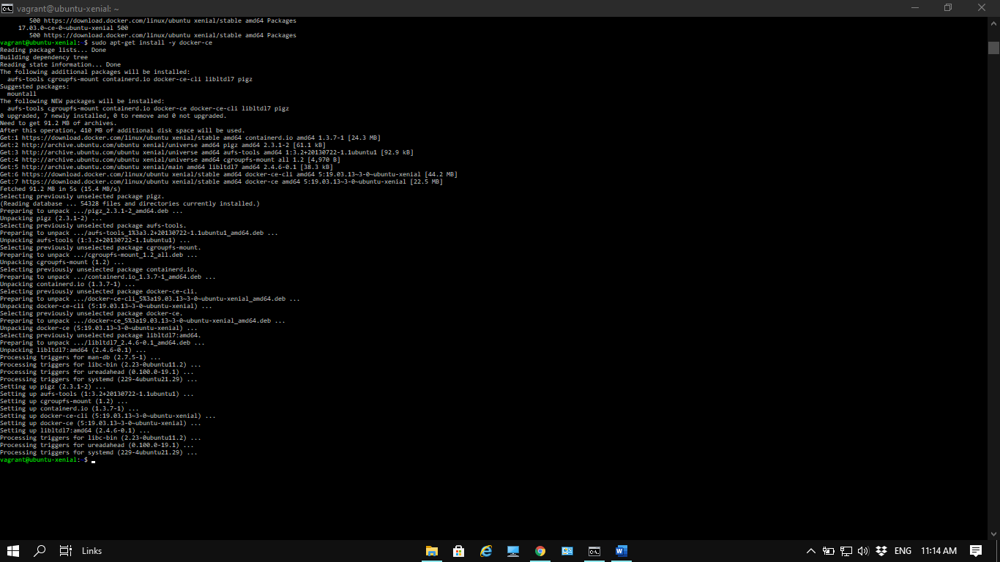 vagrant@ubuntu-xenial: ~
500 https://download.docker.com/linux/ubuntu xenial/stable amd64 Packages
17.03.0~ce-0~ubuntu-xenial 500
500 https://download.docker.com/linux/ubuntu xenial/stable amd64 Packages
vagrant@ubuntu-xenial:~$ sudo apt-get install -y docker-ce
Reading package lists... Done
Building dependency tree
Reading state information... Done
The following additional packages will be installed:
aufs-tools cgroupfs-mount containerd.io docker-ce-cli libltdl7 pigz
Suggested packages:
mountall
The following NEW packages will be installed:
aufs-tools cgroupfs-mount containerd.io docker-ce docker-ce-cli libltdl7 pigz
0 upgraded, 7 newly installed, 0 to remove and 0 not upgraded.
Need to get 91.2 MB of archives.
After this operation, 410 MB of additional disk space will be used.
Get:1 https://download.docker.com/linux/ubuntu xenial/stable amd64 containerd.io amd64 1.3.7-1 [24.3 MB]
Get:2 http://archive.ubuntu.com/ubuntu xenial/universe amd64 pigz amd64 2.3.1-2 [61.1 kB]
Get:3 http://archive.ubuntu.com/ubuntu xenial/universe amd64 aufs-tools amd64 1:3.2+20130722-1.1ubuntu1 [92.9 kB]
Get:4 http://archive.ubuntu.com/ubuntu xenial/universe amd64 cgroupfs-mount all 1.2 [4,970 B]
Get:5 http://archive.ubuntu.com/ubuntu xenial/main amd64 libltdl7 amd64 2.4.6-0.1 [38.3 kB]
Get:6 https://download.docker.com/linux/ubuntu xenial/stable amd64 docker-ce-cli amd64 5:19.03.13~3-0~ubuntu-xenial [44.2 MB]
Get:7 https://download.docker.com/linux/ubuntu xenial/stable amd64 docker-ce amd64 5:19.03.13~3-0~ubuntu-xenial [22.5 MB]
Fetched 91.2 MB in 5s (15.4 MB/s)
Selecting previously unselected package pigz.
(Reading database ... 54328 files and directories currently installed.)
Preparing to unpack .../pigz_2.3.1-2_amd64.deb ...
Unpacking pigz (2.3.1-2) ...
Selecting previously unselected package aufs-tools.
Preparing to unpack .../aufs-tools_1%3a3.2+20130722-1.1ubuntu1_amd64.deb ...
Unpacking aufs-tools (1:3.2+20130722-1.1ubuntu1) ...
Selecting previously unselected package cgroupfs-mount.
Preparing to unpack .../cgroupfs-mount_1.2_all.deb ...
Unpacking cgroupfs-mount (1.2) ...
Selecting previously unselected package containerd.io.
Preparing to unpack .../containerd.io_1.3.7-1_amd64.deb ...
Unpacking containerd.io (1.3.7-1) ...
Selecting previously unselected package docker-ce-cli.
Preparing to unpack .../docker-ce-cli_5%3a19.03.13~3-0~ubuntu-xenial_amd64.deb ...
Unpacking docker-ce-cli (5:19.03.13~3-0~ubuntu-xenial) ...
Selecting previously unselected package docker-ce.
Preparing to unpack .../docker-ce_5%3a19.03.13~3-0~ubuntu-xenial_amd64.deb ...
Unpacking docker-ce (5:19.03.13~3-0~ubuntu-xenial) ...
Selecting previously unselected package libltdl7:amd64.
Preparing to unpack .../libltdl7_2.4.6-0.1_amd64.deb ...
Unpacking libltdl7:amd64 (2.4.6-0.1) ...
Processing triggers for man-db (2.7.5-1) ...
Processing triggers for libc-bin (2.23-0ubuntu11.2) ...
Processing triggers for ureadahead (0.100.0-19.1) ...
Processing triggers for systemd (229-4ubuntu21.29) ...
Setting up pigz (2.3.1-2) ...
Setting up aufs-tools (1:3.2+20130722-1.1ubuntu1) ...
Setting up cgroupfs-mount (1.2) ...
Setting up containerd.io (1.3.7-1) ...
Setting up docker-ce-cli (5:19.03.13~3-0~ubuntu-xenial) ...
Setting up docker-ce (5:19.03.13~3-0~ubuntu-xenial) ...
Setting up libltdl7:amd64 (2.4.6-0.1) ...
Processing triggers for libc-bin (2.23-0ubuntu11.2) ...
Processing triggers for ureadahead (0.100.0-19.1) ...
Processing triggers for systemd (229-4ubuntu21.29) ...
vagrant@ubuntu-xenial:~$
Links
ENG
11:14 AM